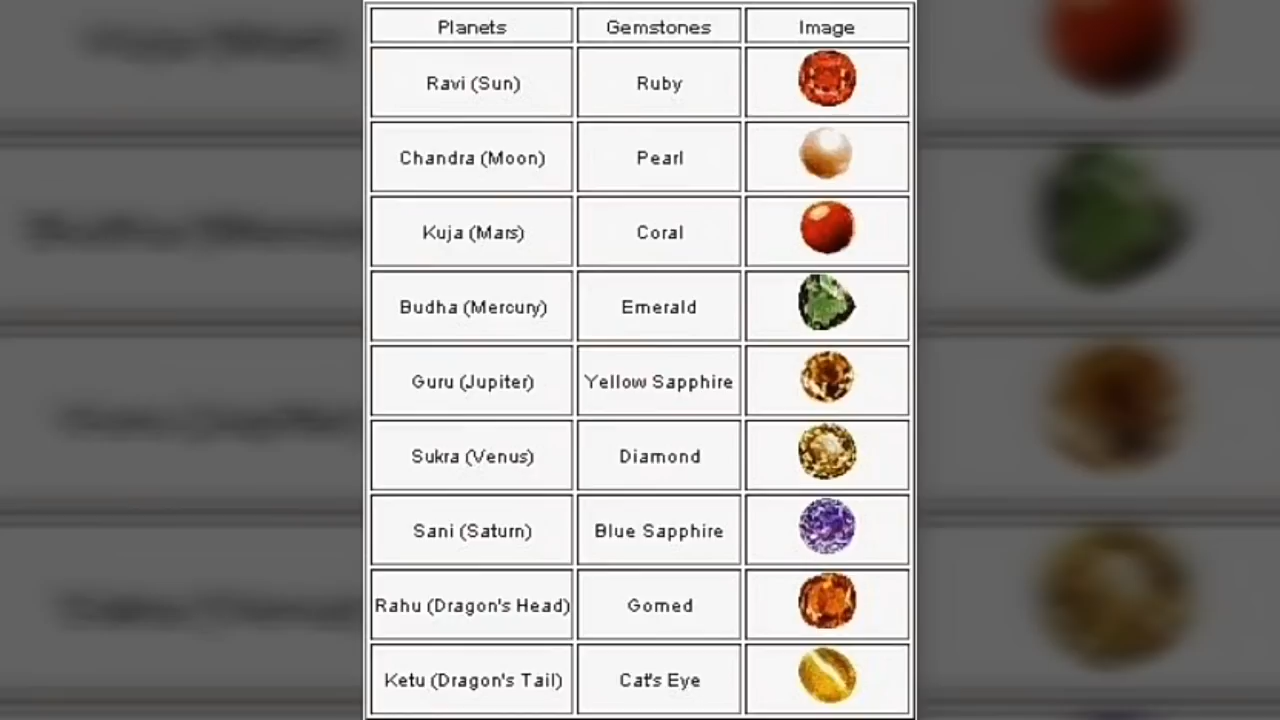 Planets Gemstones Image
Ravi (Sun) Ruby
Chandra (Moon) Pearl
Kuja (Mars) Coral
Budha (Mercury) Emerald
Guru (Jupiter) Yellow Sapphire
Sukra (Venus) Diamond
Sani (Saturn) Blue Sapphire
Rahu (Dragon's Head) Gomed
Ketu (Dragon's Tail) Cat's Eye